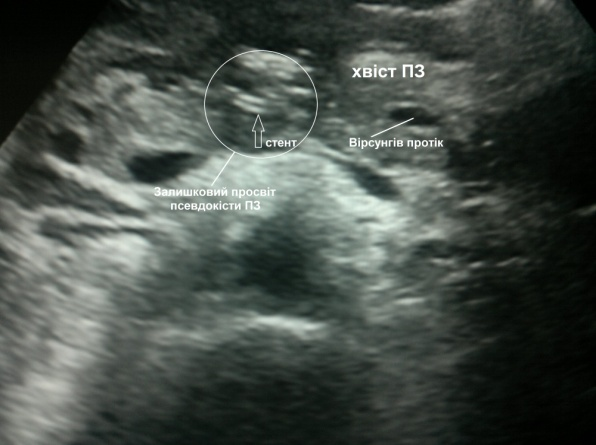 хвіст ПЗ
Вірсунгів протік
стент
Залишковий просвіт
псевдокісти ПЗ